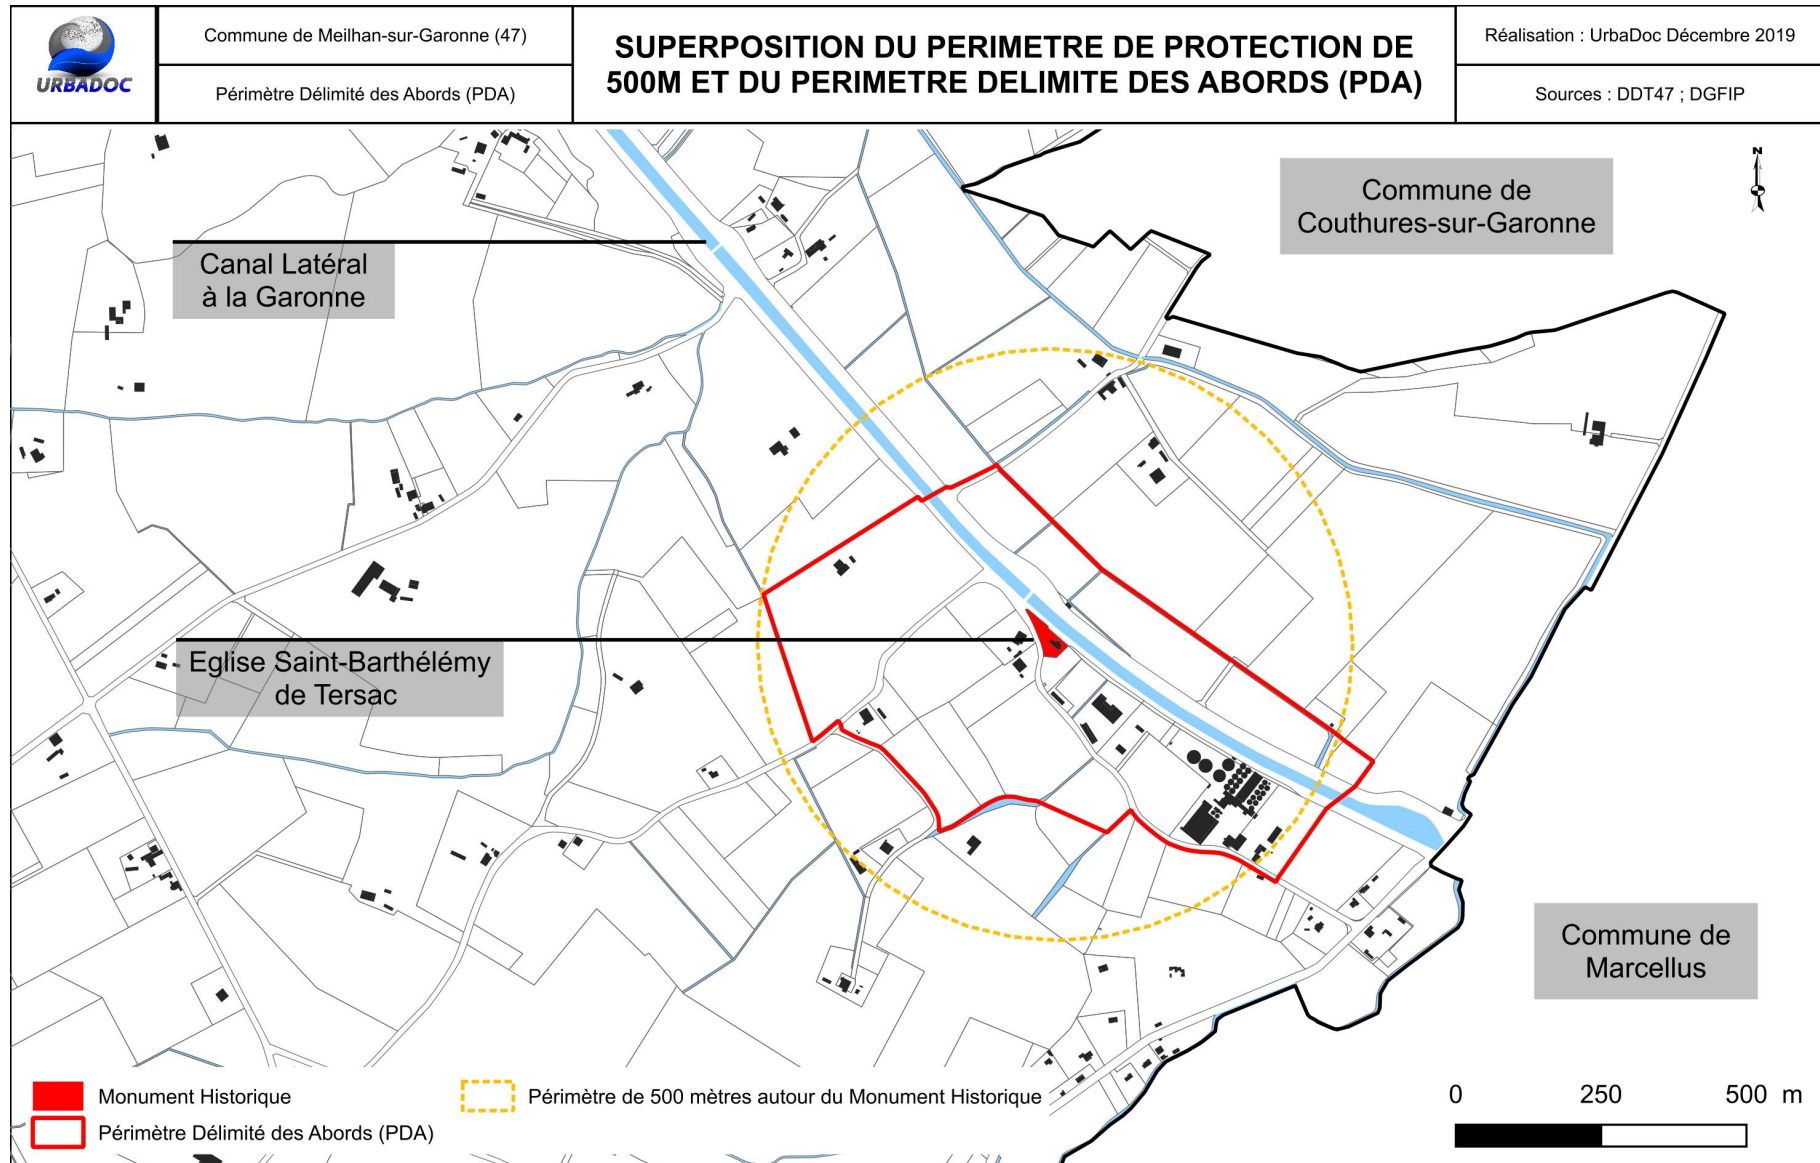 URBADOC
Commune de Meilhan-sur-Garonne (47)
Périmètre Délimité des Abords (PDA)
SUPERPOSITION DU PERIMETRE DE PROTECTION DE
500M ET DU PERIMETRE DELIMITE DES ABORDS (PDA)
Réalisation : UrbaDoc Décembre 2019
Sources : DDT47 ; DGFIP
N
Commune de
Couthures-sur-Garonne
Canal Latéral
à la Garonne
Eglise Saint-Barthélémy
de Tersac
Commune de
Marcellus
Monument Historique
Périmètre de 500 mètres autour du Monument Historique
Périmètre Délimité des Abords (PDA)
0 250 500 m